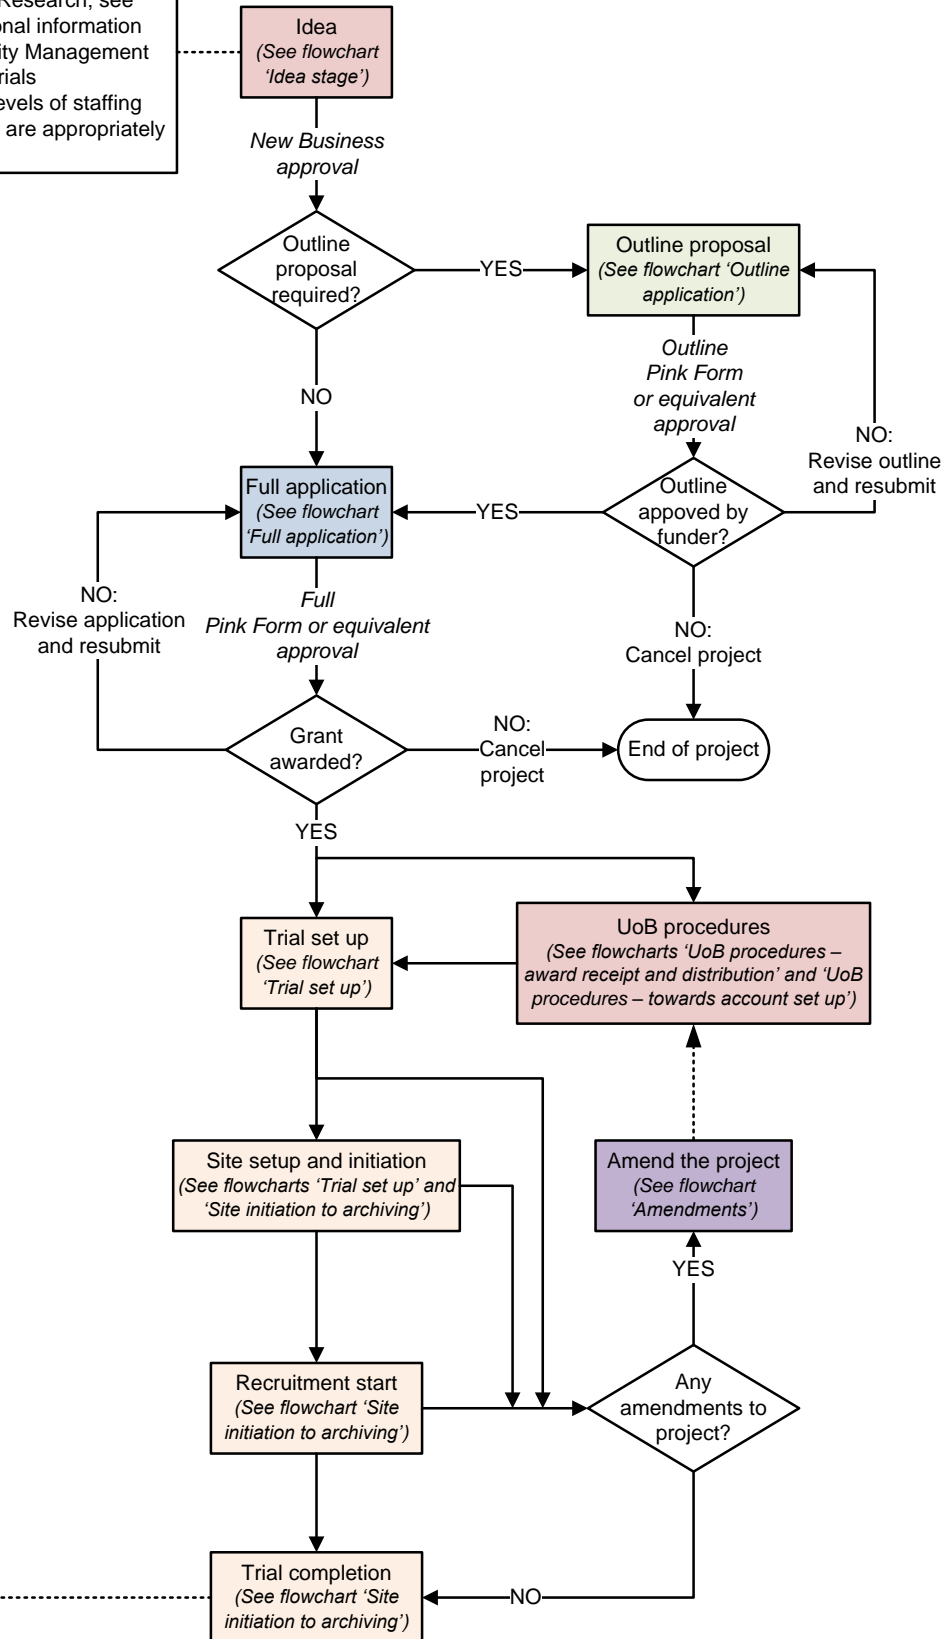 Research, see
onal information
ity Management
rials
evels of staffing
are appropriately
Idea
(See flowchart
‘Idea stage’)
New Business
approval
Outline
proposal
required?
YES
Outline proposal
(See flowchart ‘Outline
application’)
NO
Outline
Pink Form
or equivalent
approval
NO:
Revise outline
and resubmit
Full application
(See flowchart
‘Full application’)
YES
Outline
appoved by
funder?
NO:
Revise application
and resubmit
Full
Pink Form or equivalent
approval
NO:
Cancel project
Grant
awarded?
NO:
Cancel
project
End of project
YES
Trial set up
(See flowchart
‘Trial set up’)
UoB procedures
(See flowcharts ‘UoB procedures –
award receipt and distribution’ and ‘UoB
procedures – towards account set up’)
Site setup and initiation
(See flowcharts ‘Trial set up’ and
‘Site initiation to archiving’)
Amend the project
(See flowchart
‘Amendments’)
YES
Recruitment start
(See flowchart ‘Site
initiation to archiving’)
Any
amendments to
project?
Trial completion
(See flowchart ‘Site
initiation to archiving’)
NO